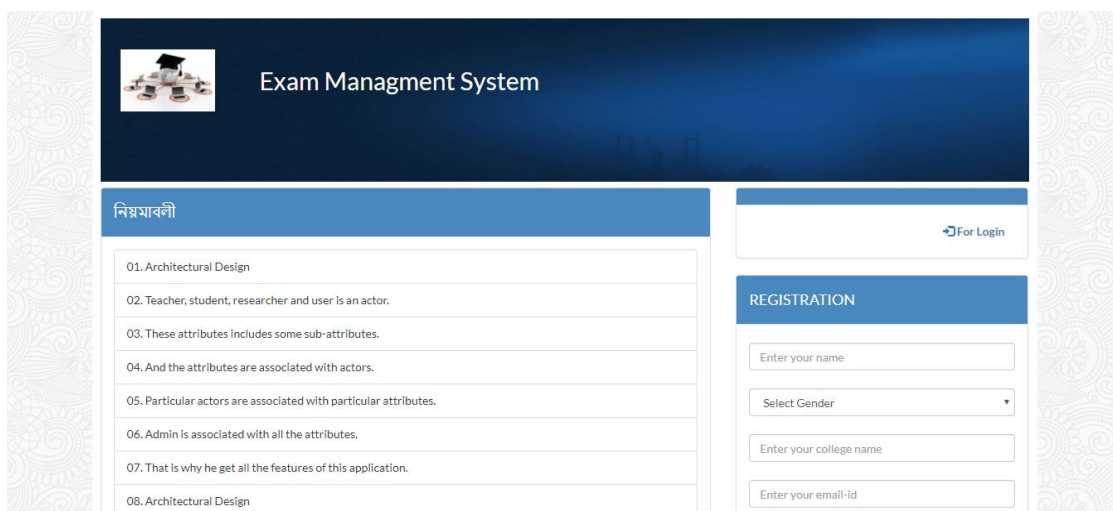 Exam Managment System
নিয়মাবলী
01. Architectural Design
02. Teacher, student, researcher and user is an actor.
03. These attributes includes some sub-attributes.
04. And the attributes are associated with actors.
05. Particular actors are associated with particular attributes.
06. Admin is associated with all the attributes.
07. That is why he get all the features of this application.
08. Architectural Design
For Login
REGISTRATION
Enter your name
Select Gender
Enter your college name
Enter your email-id